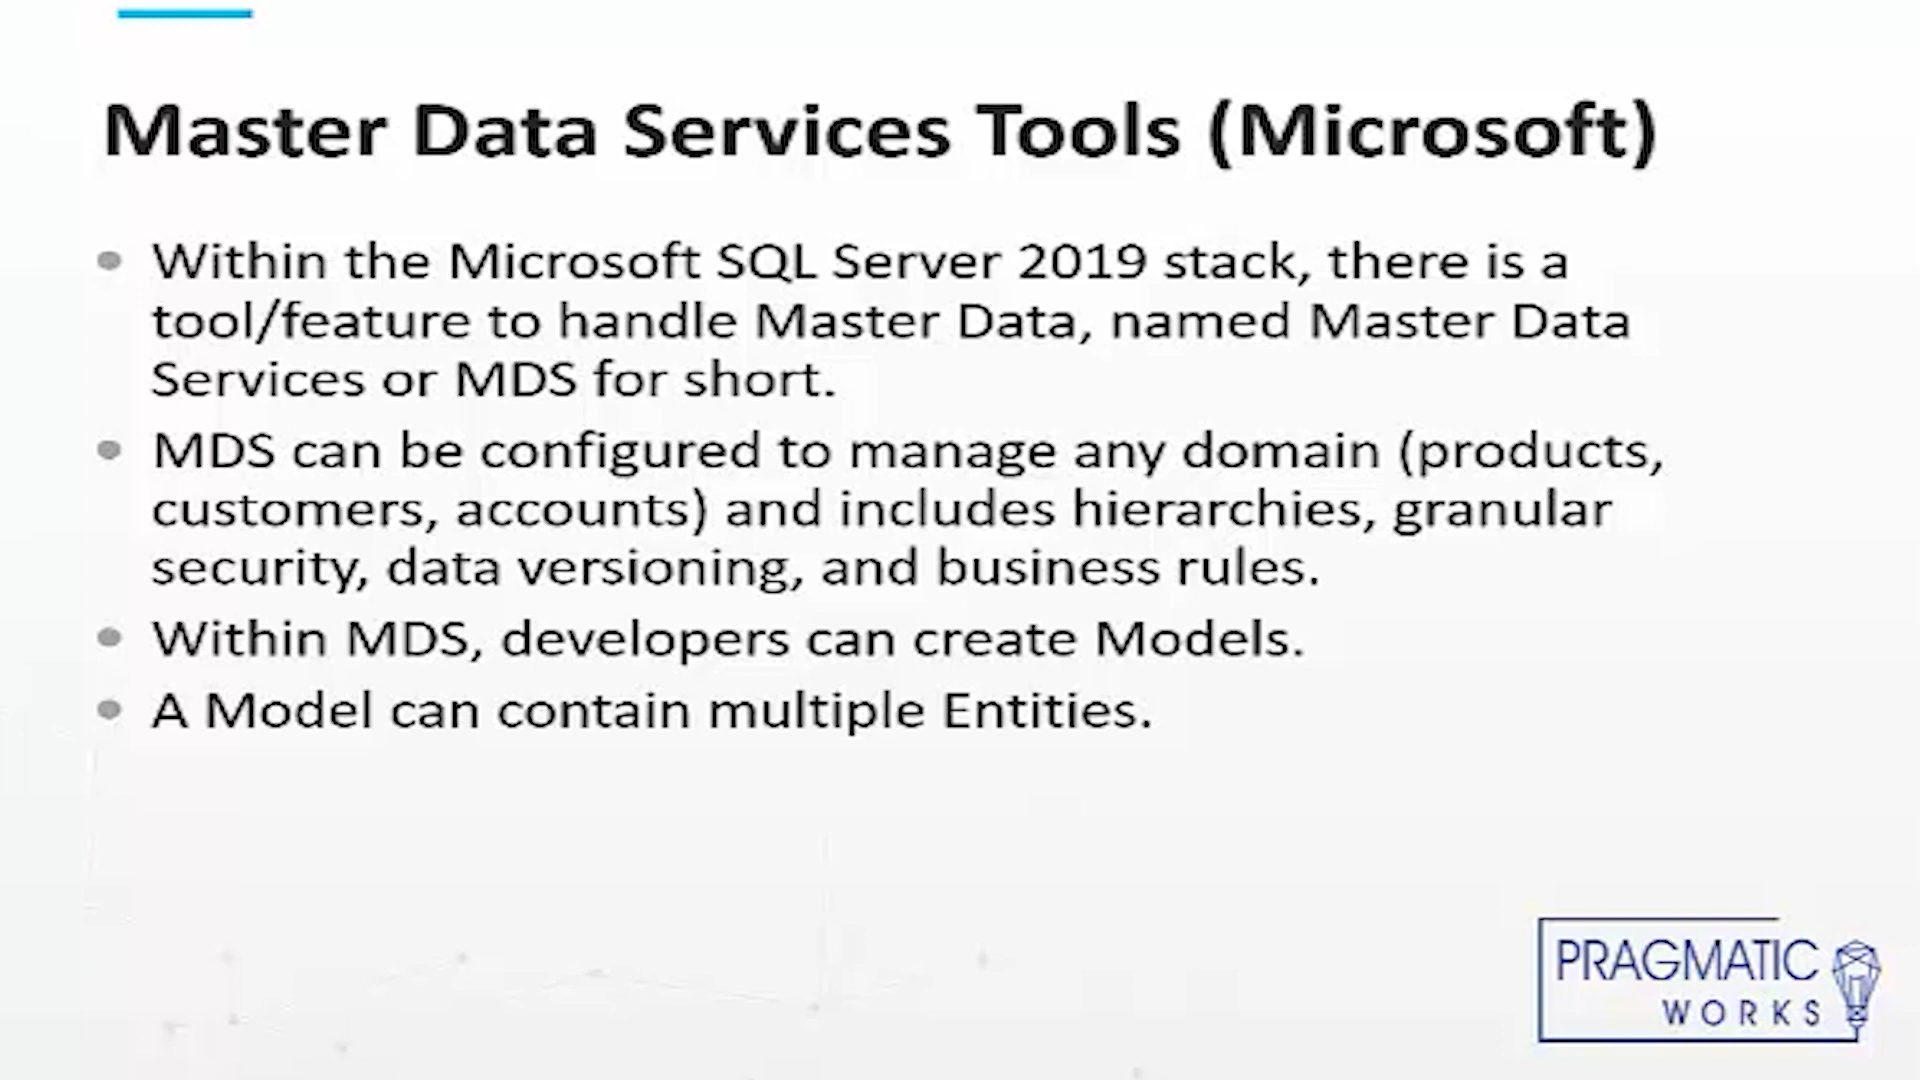 Master Data Services Tools (Microsoft)
Within the Microsoft SQL Server 2019 stack, there is a
tool/feature to handle Master Data, named Master Data
Services or MDS for short.
MDS can be configured to manage any domain (products,
customers, accounts) and includes hierarchies, granular
security, data versioning, and business rules.
Within MDS, developers can create Models.
A Model can contain multiple Entities.
PRAGMATIC
WORKS